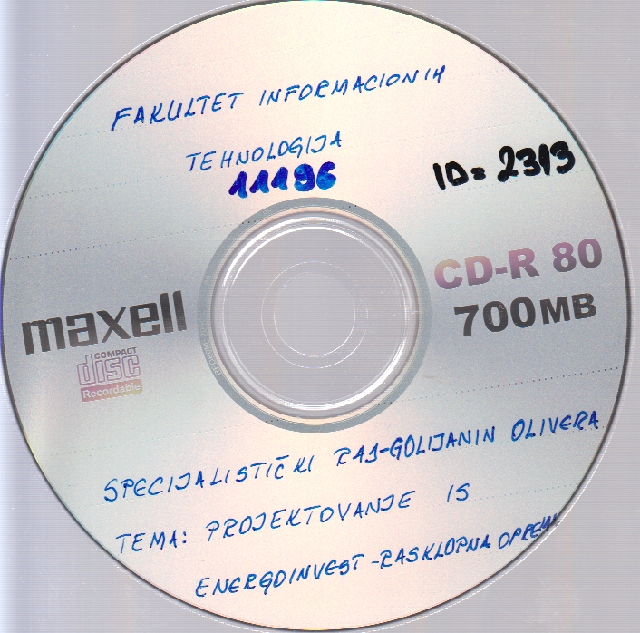 FAKULTET INFORMACIONIH
TEHNOLOGIJA
11196
ID= 2313
CD-R 80
700MB
maxell
COMPACT
disc
Recordable
SPECIJALISTIČKI RAJ-GOLIJANIN OLIVERA
TEMA: PROJEKTOVANJE IS
ENERGOINVEST-RASKLOPNA OPREMA